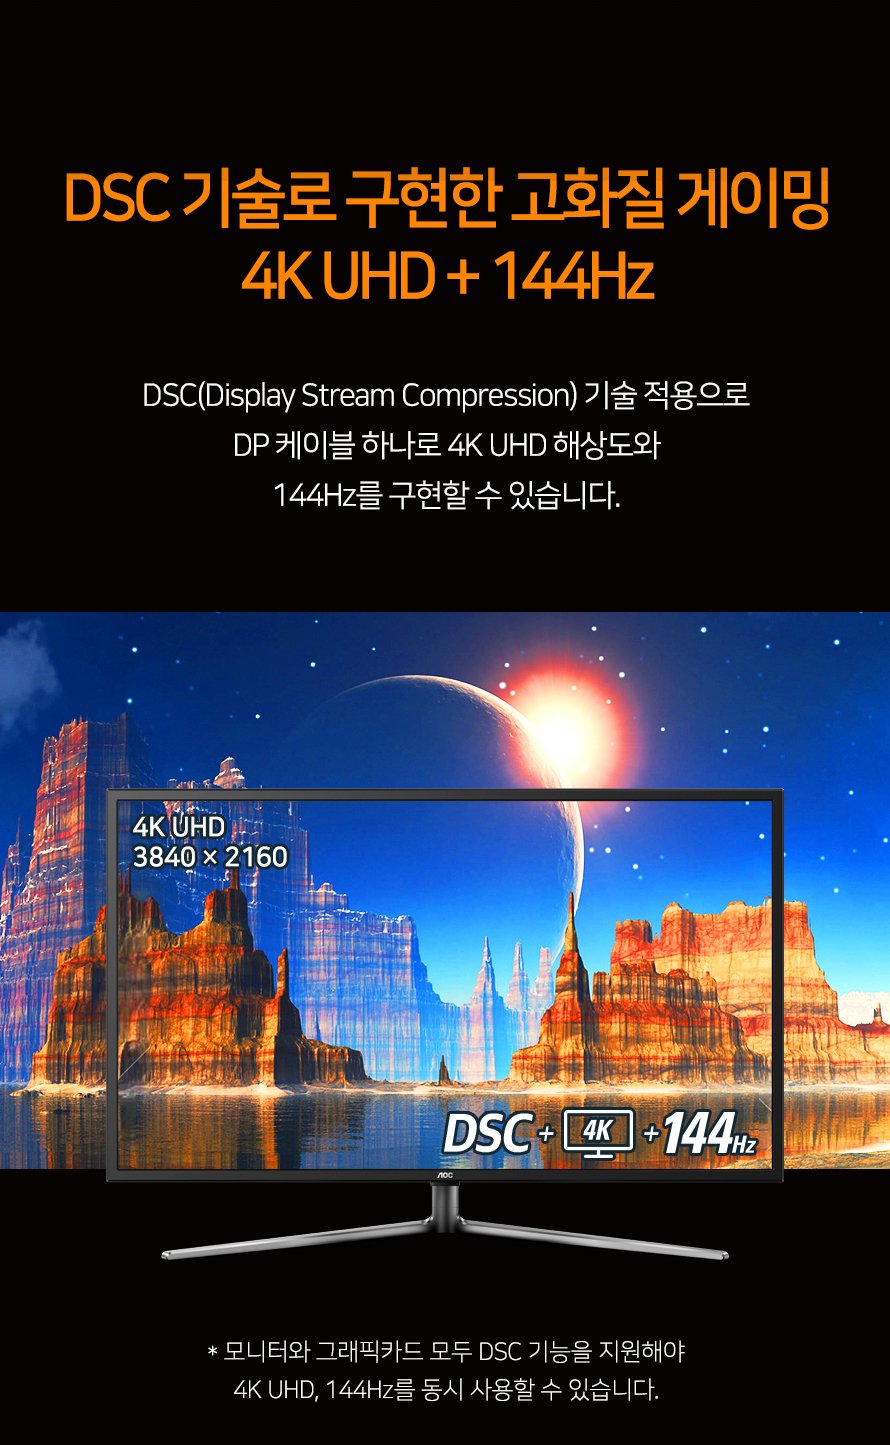 DSC 기술로 구현한 고화질 게이밍
4K UHD + 144Hz
DSC(Display Stream Compression) 기술 적용으로
DP 케이블 하나로 4K UHD 해상도와
144Hz를 구현할 수 있습니다.
4K UHD
3840 × 2160
DSC + 4K + 144Hz
AOC
* 모니터와 그래픽카드 모두 DSC 기능을 지원해야
4K UHD, 144Hz를 동시 사용할 수 있습니다.